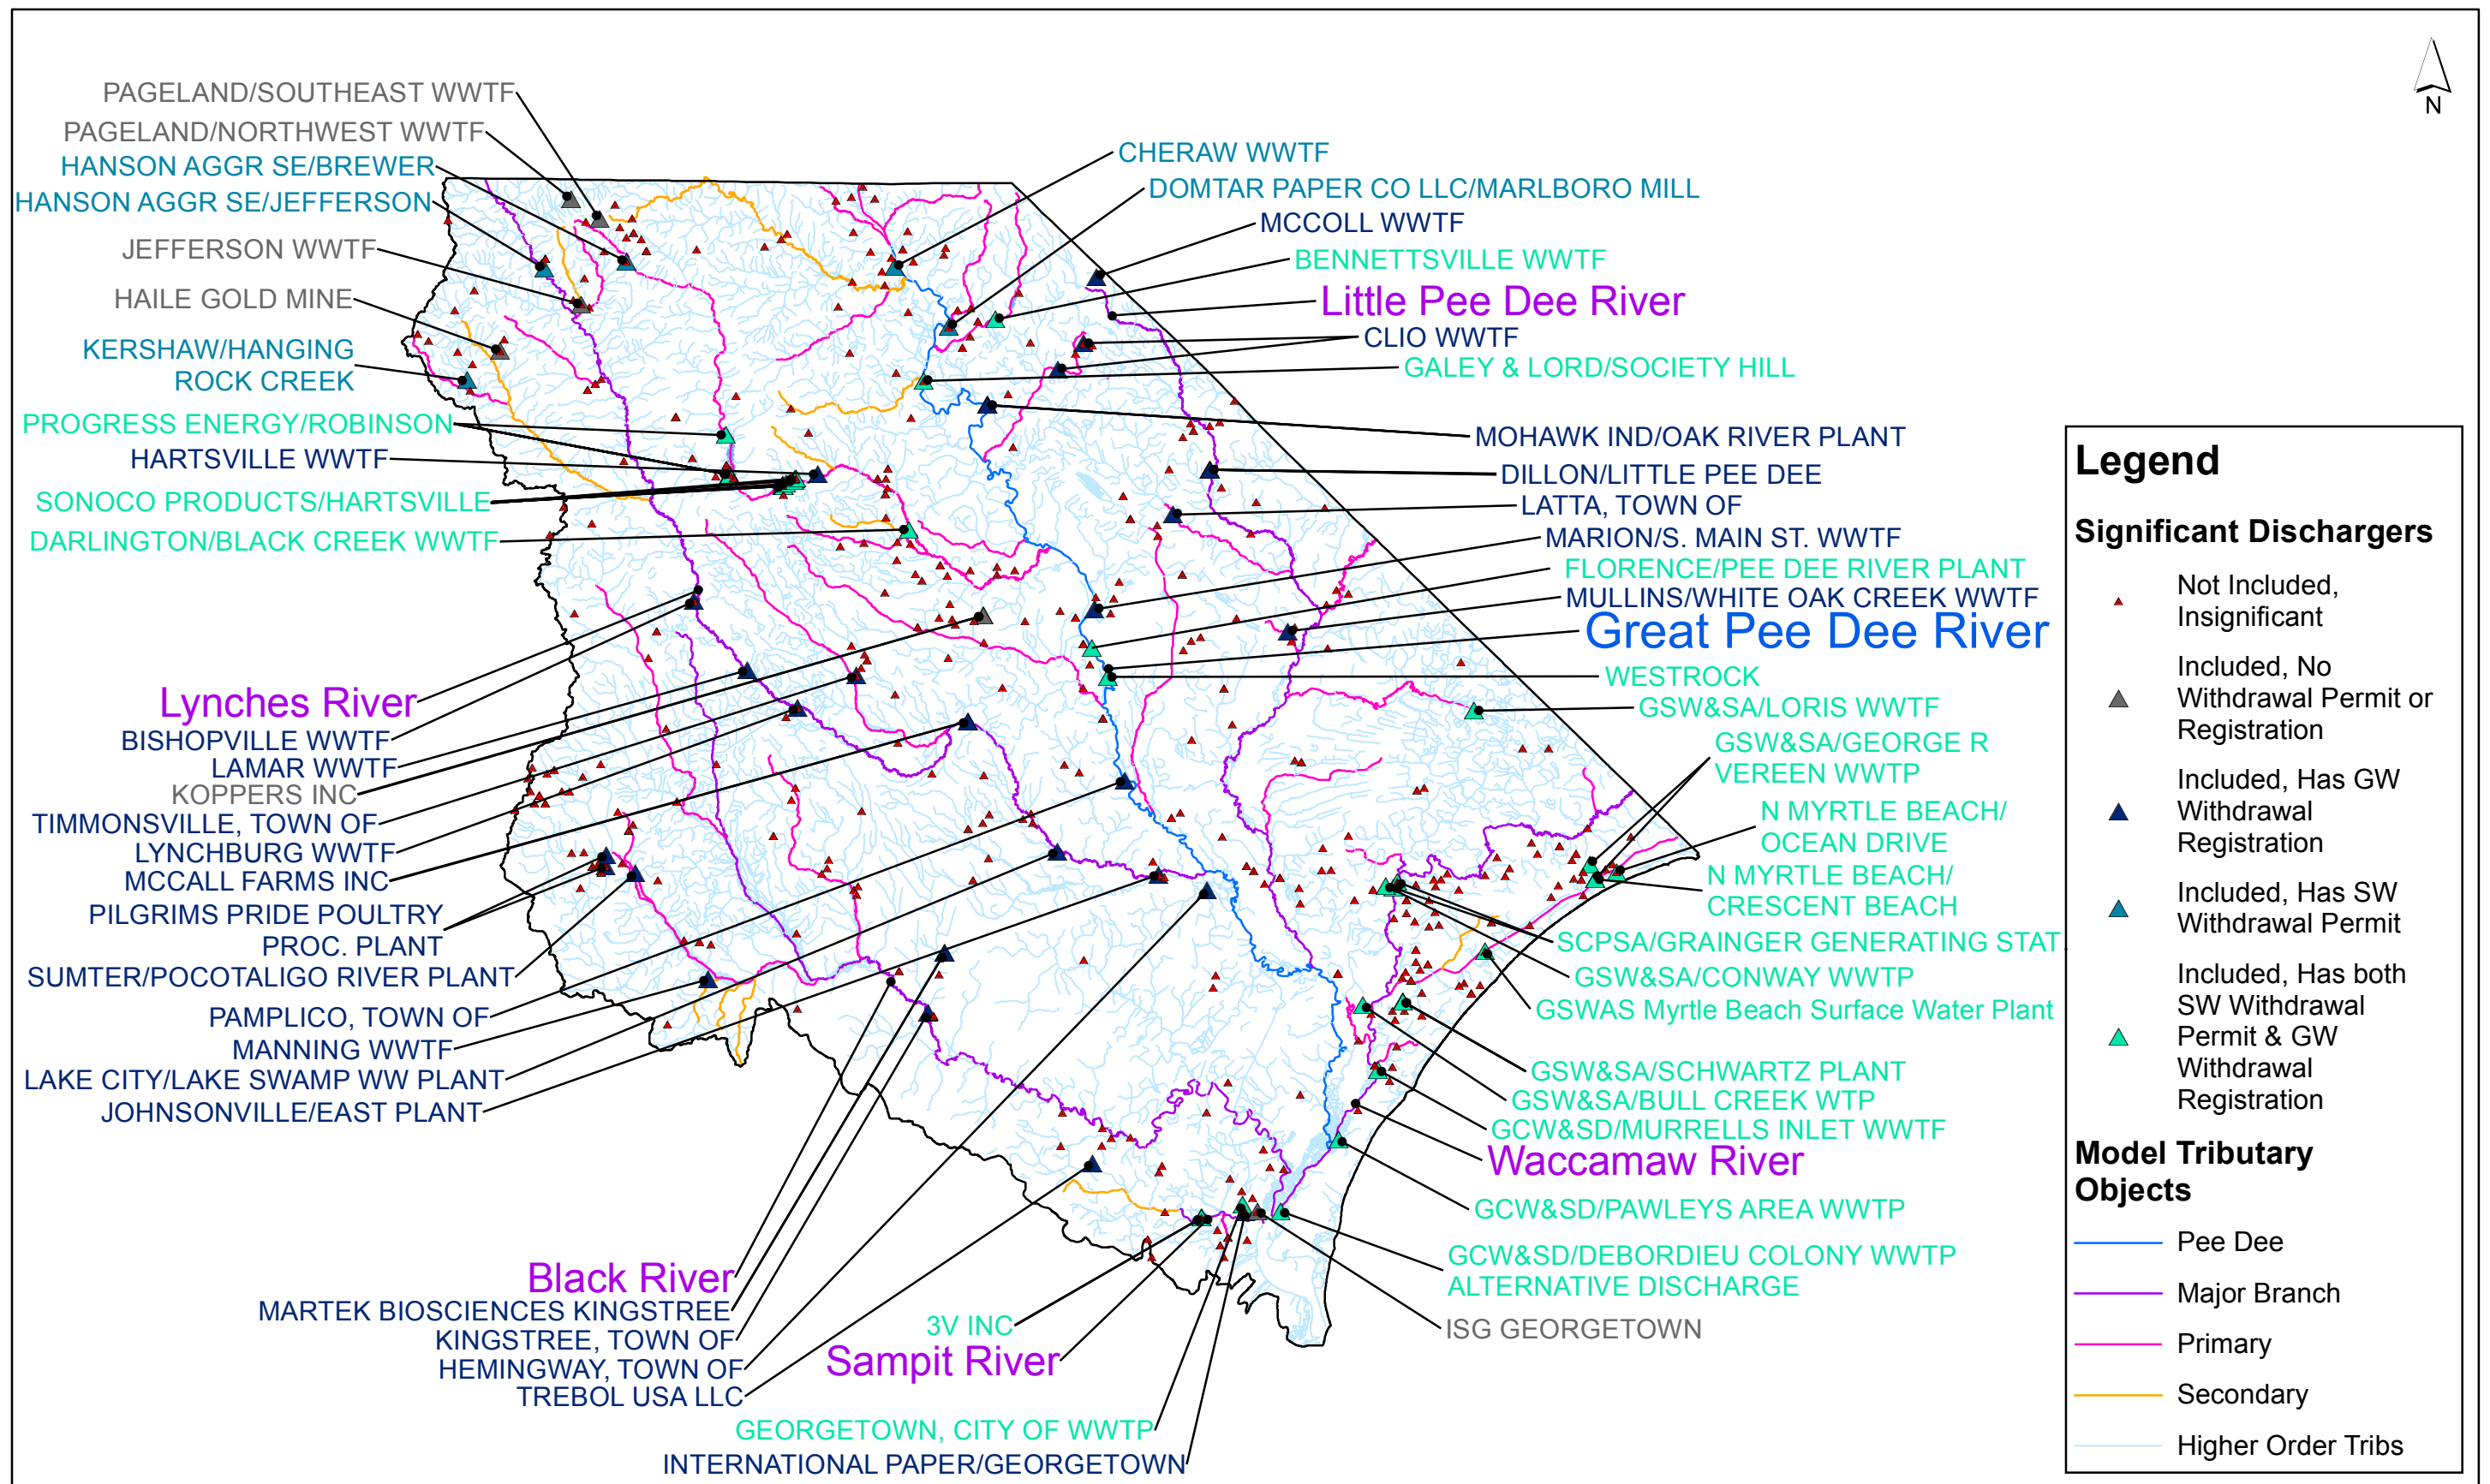 N
PAGELAND/SOUTHEAST WWTF
PAGELAND/NORTHWEST WWTF
HANSON AGGR SE/BREWER
HANSON AGGR SE/JEFFERSON
JEFFERSON WWTF
HAILE GOLD MINE
KERSHAW/HANGING
ROCK CREEK
PROGRESS ENERGY/ROBINSON
HARTSVILLE WWTF
SONOCO PRODUCTS/HARTSVILLE
DARLINGTON/BLACK CREEK WWTF
Lynches River
BISHOPVILLE WWTF
LAMAR WWTF
KOPPERS INC
TIMMONSVILLE, TOWN OF
LYNCHBURG WWTF
MCCALL FARMS INC
PILGRIMS PRIDE POULTRY
PROC. PLANT
SUMTER/POCOTALIGO RIVER PLANT
PAMPLICO, TOWN OF
MANNING WWTF
LAKE CITY/LAKE SWAMP WW PLANT
JOHNSONVILLE/EAST PLANT
Black River
MARTEK BIOSCIENCES KINGSTREE
KINGSTREE, TOWN OF
HEMINGWAY, TOWN OF
TREBOL USA LLC
3V INC
Sampit River
GEORGETOWN, CITY OF WWTP
INTERNATIONAL PAPER/GEORGETOWN
CHERAW WWTF
DOMTAR PAPER CO LLC/MARLBORO MILL
MCCOLL WWTF
BENNETTSVILLE WWTF
Little Pee Dee River
CLIO WWTF
GALEY & LORD/SOCIETY HILL
MOHAWK IND/OAK RIVER PLANT
DILLON/LITTLE PEE DEE
LATTA, TOWN OF
MARION/S. MAIN ST. WWTF
FLORENCE/PEE DEE RIVER PLANT
MULLINS/WHITE OAK CREEK WWTF
Great Pee Dee River
WESTROCK
GSW&SA/LORIS WWTF
GSW&SA/GEORGE R
VEREEN WWTP
N MYRTLE BEACH/
OCEAN DRIVE
N MYRTLE BEACH/
CRESCENT BEACH
SCPSA/GRAINGER GENERATING STAT
GSW&SA/CONWAY WWTP
GSWAS Myrtle Beach Surface Water Plant
GSW&SA/SCHWARTZ PLANT
GSW&SA/BULL CREEK WTP
GCW&SD/MURRELLS INLET WWTF
Waccamaw River
GCW&SD/PAWLEYS AREA WWTP
GCW&SD/DEBORDIEU COLONY WWTP
ALTERNATIVE DISCHARGE
ISG GEORGETOWN
Legend
Significant Dischargers
Not Included,
Insignificant
Included, No
Withdrawal Permit or
Registration
Included, Has GW
Withdrawal
Registration
Included, Has SW
Withdrawal Permit
Included, Has both
SW Withdrawal
Permit & GW
Withdrawal
Registration
Model Tributary
Objects
Pee Dee
Major Branch
Primary
Secondary
Higher Order Tribs